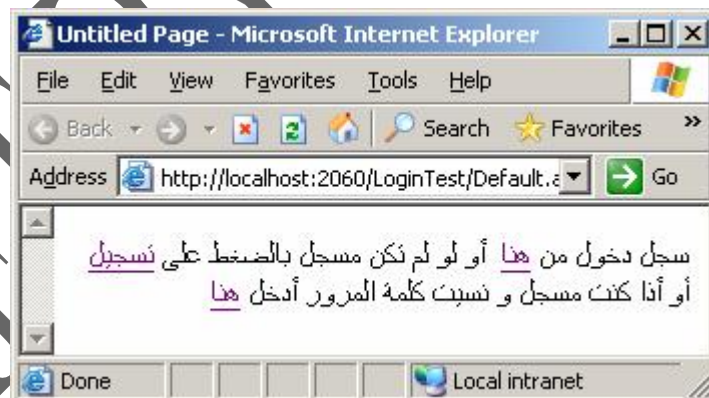 Untitled Page - Microsoft Internet Explorer
File Edit View Favorites Tools Help
Back Search Favorites »
Address http://localhost:2060/LoginTest/Default.a Go
سجل دخول من هنا أو لو لم تكن مسجل بالضغط على تسجيل
أو أذا كنت مسجل و نسيت كلمة المرور أدخل هنا
Done Local intranet